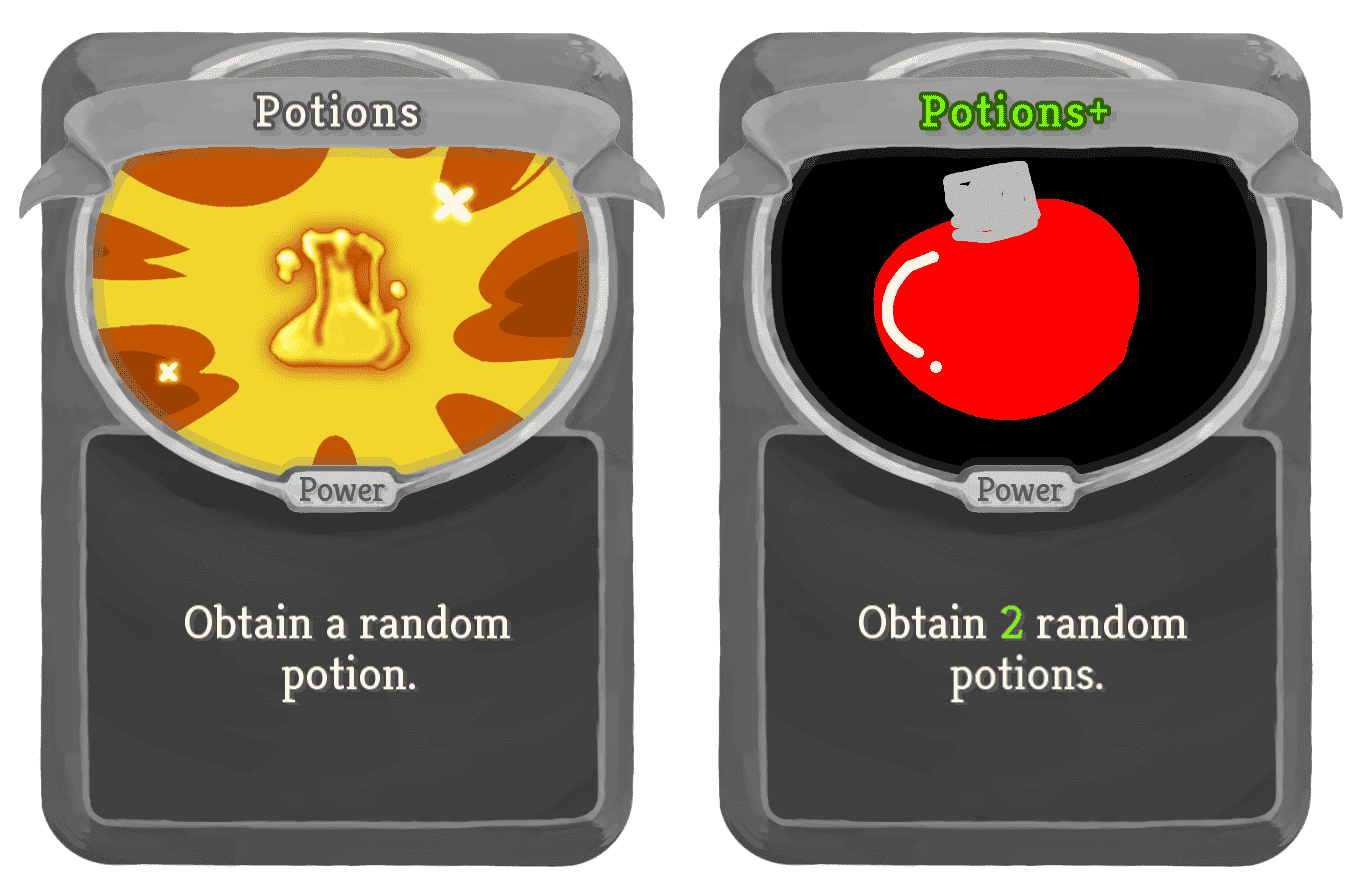 Potions
Power
Obtain a random
potion.
Potions+
Power
Obtain 2 random
potions.